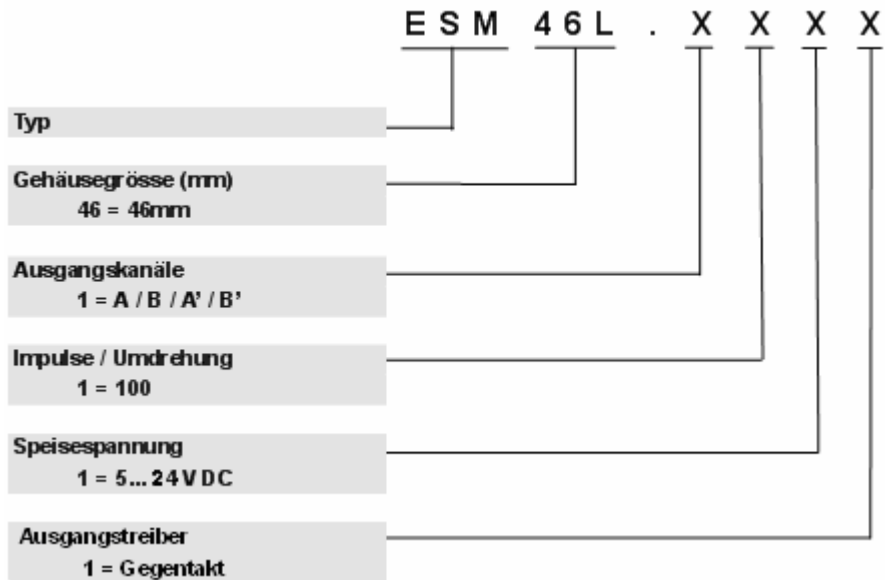 ESM 46L . X X X X
Typ
Gehäusegrösse (mm)
46 = 46mm
Ausgangskanäle
1 = A / B / A’ / B’
Impulse / Umdrehung
1 = 100
Speisespannung
1 = 5... 24V DC
Ausgangstreiber
1 = Gegentakt